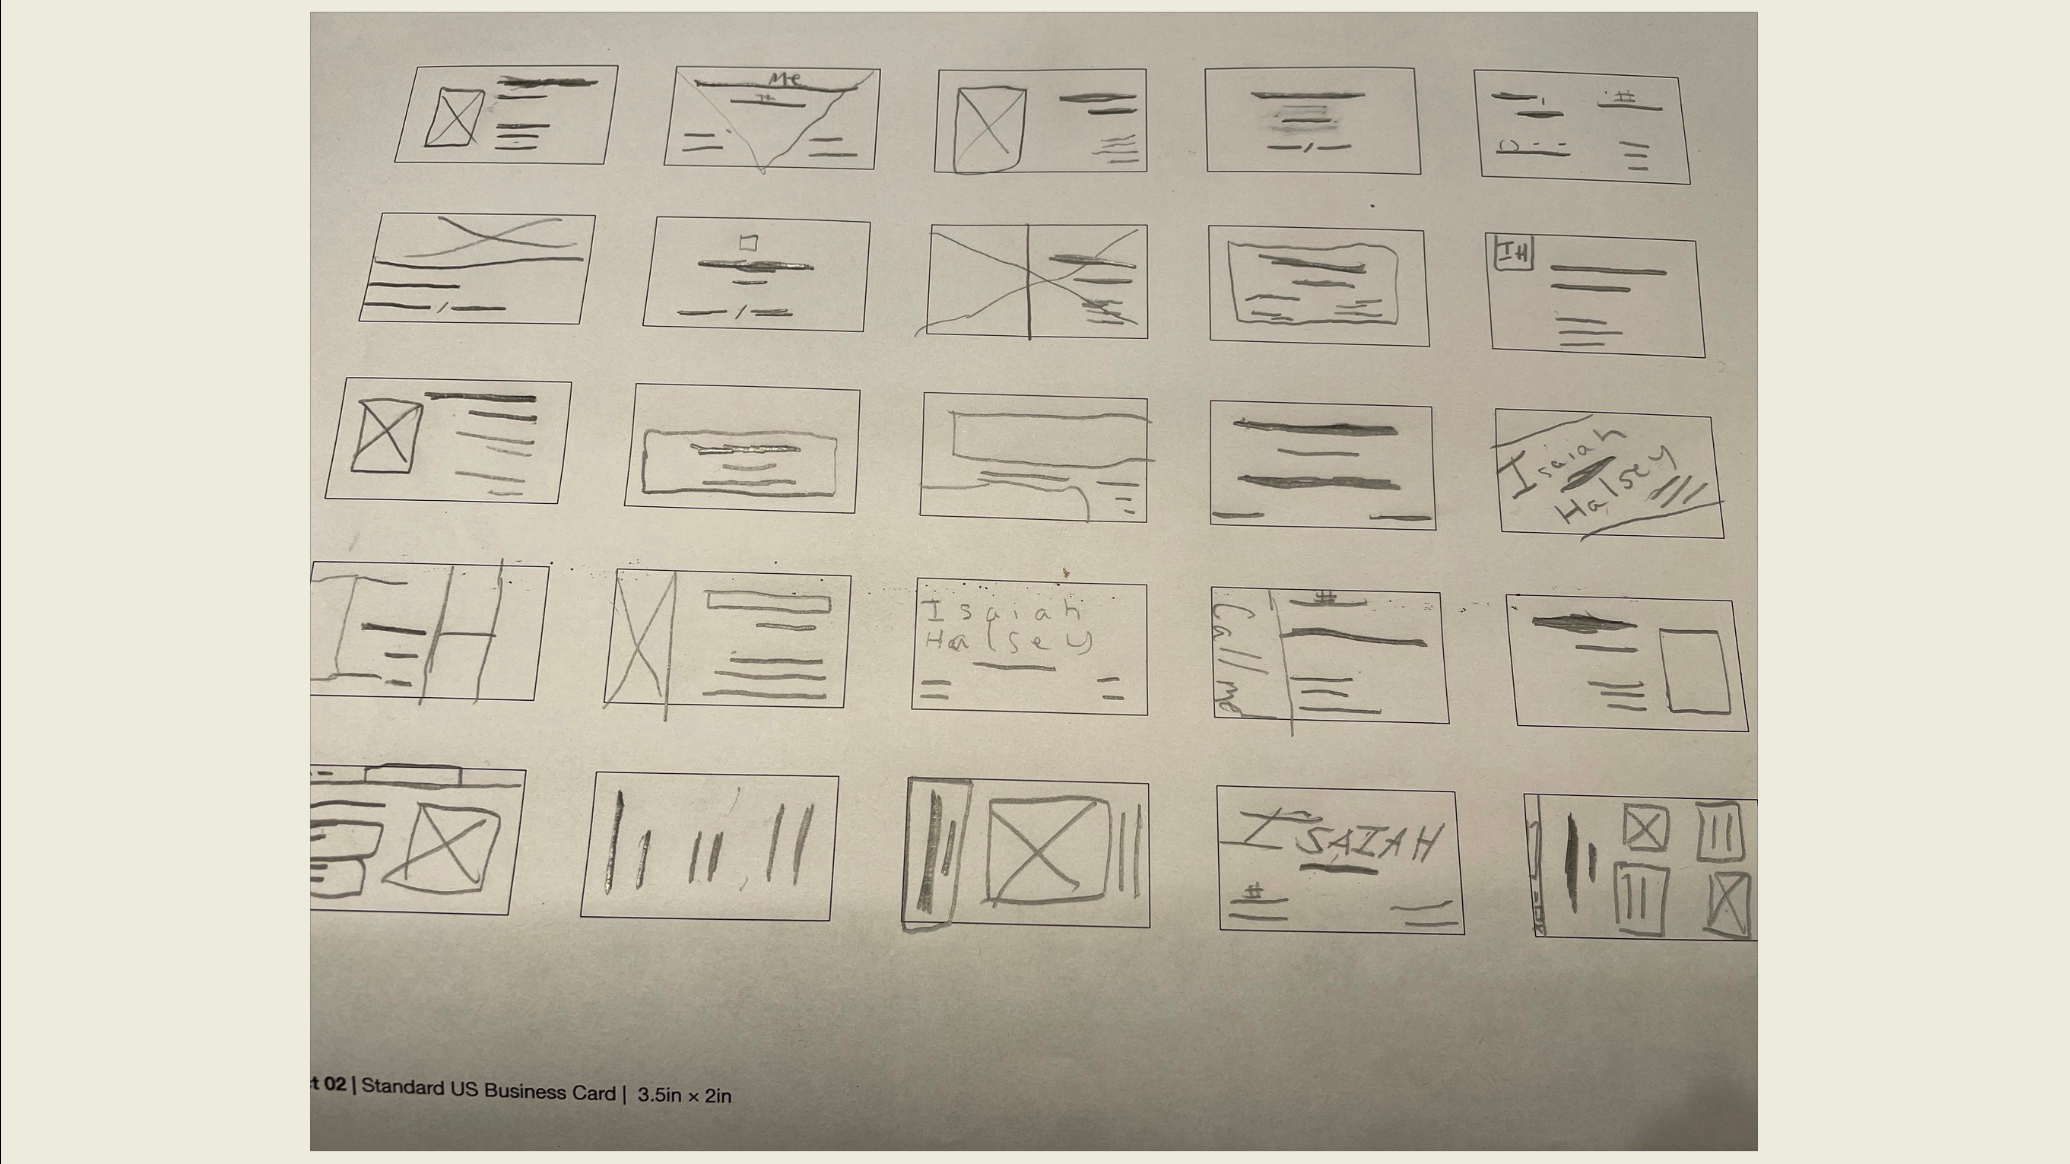 Me
#
#
IH
Isaiah
Halsey
Isaiah
Halsey
Call me
#
ISAIAH
#
t 02 | Standard US Business Card | 3.5in × 2in